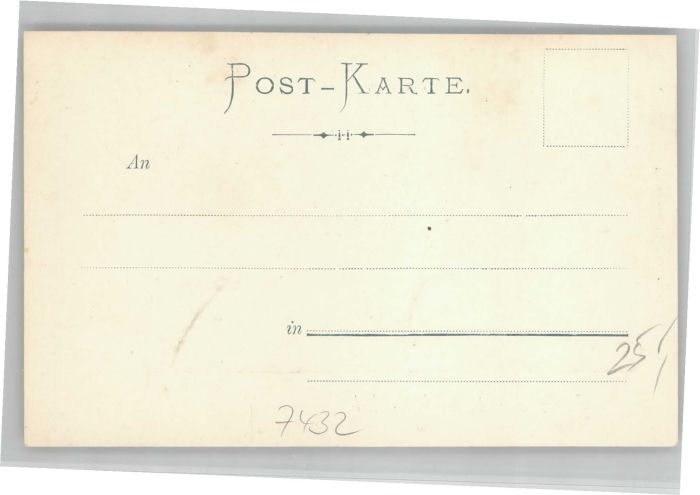 POST-KARTE.
An
in
25,
7432